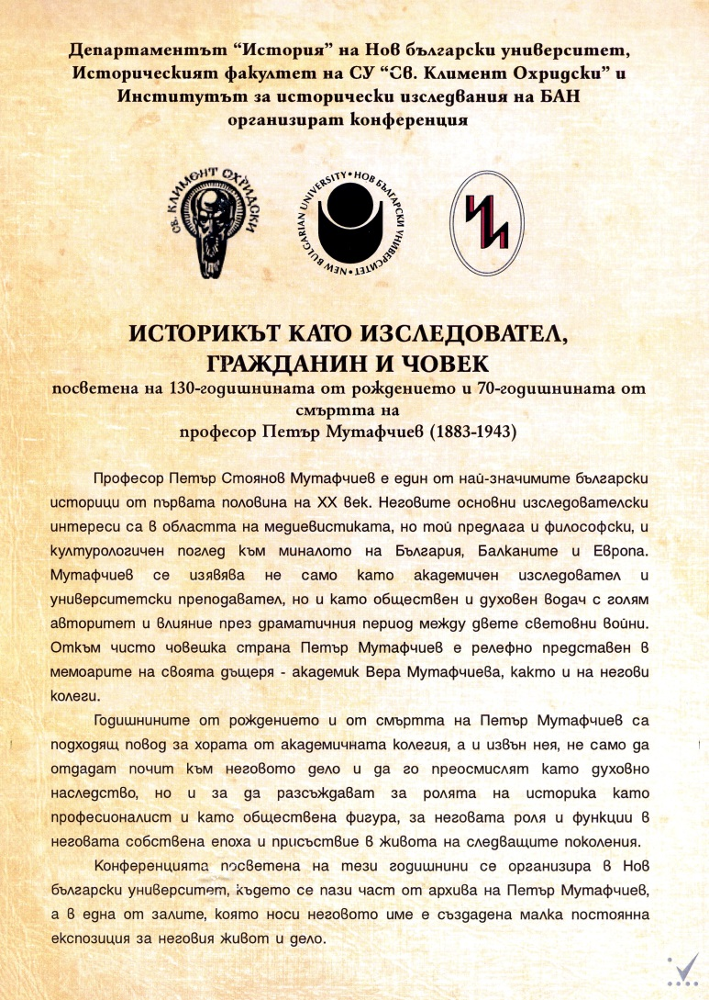 Департаментът “История” на Нов български университет,
Историческият факултет на СУ “Св. Климент Охридски” и
Институтът за исторически изследвания на БАН
организират конференция
СВ. КЛИМЕНТ ОХРИДСКИ
NEW BULGARIAN UNIVERSITY • НОВ БЪЛГАРСКИ УНИВЕРСИТЕТ •
ИИ
ИСТОРИКЪТ КАТО ИЗСЛЕДОВАТЕЛ,
ГРАЖДАНИН И ЧОВЕК
посветена на 130-годишнината от рождението и 70-годишнината от
смъртта на
професор Петър Мутафчиев (1883-1943)
Професор Петър Стоянов Мутафчиев е един от най-значимите български
историци от първата половина на ХХ век. Неговите основни изследователски
интереси са в областта на медиевистиката, но той предлага и философски, и
културологичен поглед към миналото на България, Балканите и Европа.
Мутафчиев се изявява не само като академичен изследовател и
университетски преподавател, но и като обществен и духовен водач с голям
авторитет и влияние през драматичния период между двете световни войни.
Откъм чисто човешка страна Петър Мутафчиев е релефно представен в
мемоарите на своята дъщеря - академик Вера Мутафчиева, както и на негови
колеги.
Годишнините от рождението и от смъртта на Петър Мутафчиев са
подходящ повод за хората от академичната колегия, а и извън нея, не само да
отдадат почит към неговото дело и да го преосмислят като духовно
наследство, но и за да разсъждават за ролята на историка като
професионалист и като обществена фигура, за неговата роля и функции в
неговата собствена епоха и присъствие в живота на следващите поколения.
Конференцията посветена на тези годишнини се организира в Нов
български университет, където се пази част от архива на Петър Мутафчиев,
а в една от залите, която носи неговото име е създадена малка постоянна
експозиция за неговия живот и дело.